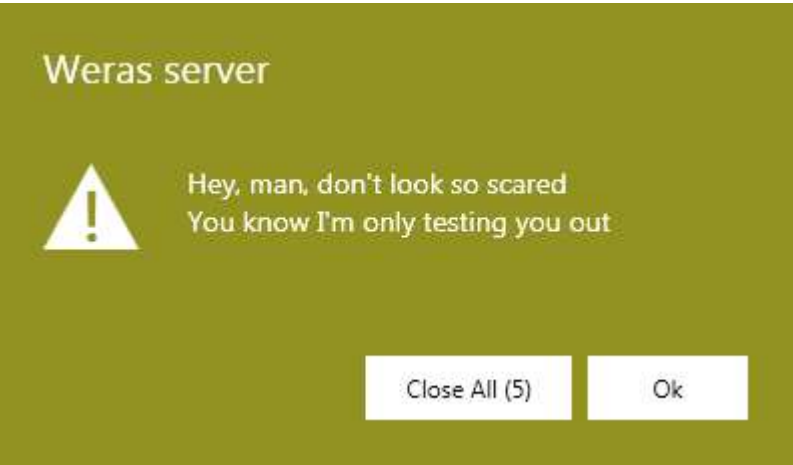 Weras server
Hey, man, don't look so scared
You know I'm only testing you out
Close All (5)
Ok